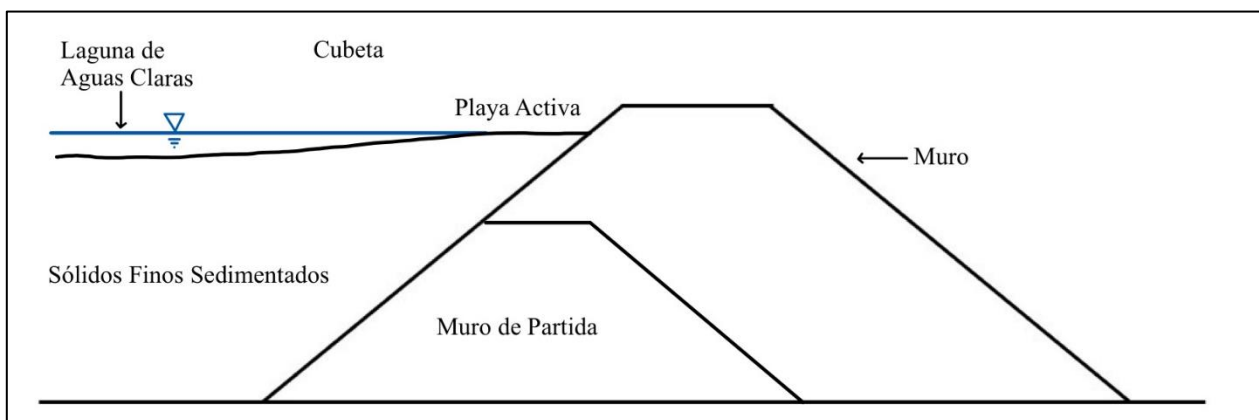 Laguna de
Aguas Claras
Cubeta
Playa Activa
Muro
Sólidos Finos Sedimentados
Muro de Partida